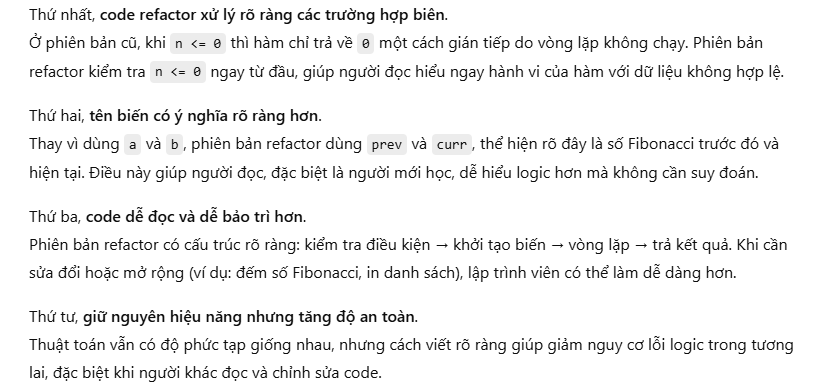 Thứ nhất, code refactor xử lý rõ ràng các trường hợp biên.
Ở phiên bản cũ, khi n <= 0 thì hàm chỉ trả về 0 một cách gián tiếp do vòng lặp không chạy. Phiên bản
refactor kiểm tra n <= 0 ngay từ đầu, giúp người đọc hiểu ngay hành vi của hàm với dữ liệu không hợp lệ.
Thứ hai, tên biến có ý nghĩa rõ ràng hơn.
Thay vì dùng a và b, phiên bản refactor dùng prev và curr, thể hiện rõ đây là số Fibonacci trước đó và
hiện tại. Điều này giúp người đọc, đặc biệt là người mới học, dễ hiểu logic hơn mà không cần suy đoán.
Thứ ba, code dễ đọc và dễ bảo trì hơn.
Phiên bản refactor có cấu trúc rõ ràng: kiểm tra điều kiện → khởi tạo biến → vòng lặp → trả kết quả. Khi cần
sửa đổi hoặc mở rộng (ví dụ: đếm số Fibonacci, in danh sách), lập trình viên có thể làm dễ dàng hơn.
Thứ tư, giữ nguyên hiệu năng nhưng tăng độ an toàn.
Thuật toán vẫn có độ phức tạp giống nhau, nhưng cách viết rõ ràng giúp giảm nguy cơ lỗi logic trong tương
lai, đặc biệt khi người khác đọc và chỉnh sửa code.